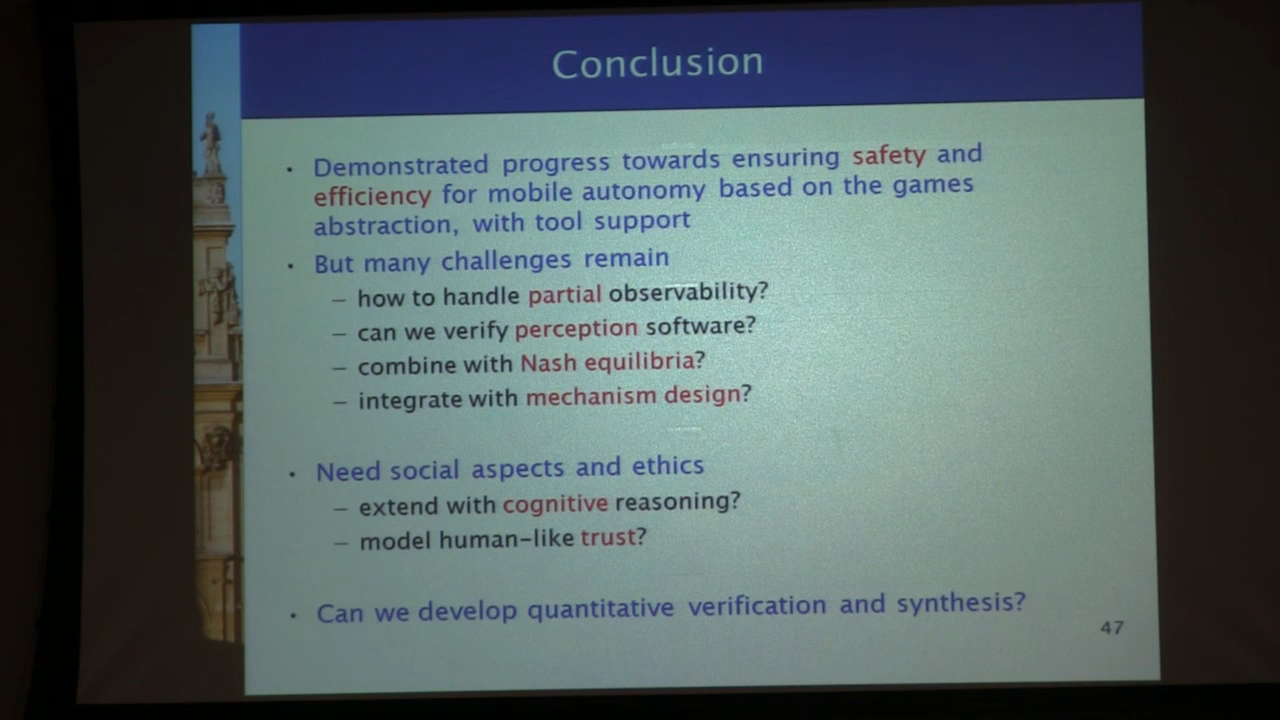 Conclusion
· Demonstrated progress towards ensuring safety and
efficiency for mobile autonomy based on the games
abstraction, with tool support
· But many challenges remain
– how to handle partial observability?
– can we verify perception software?
– combine with Nash equilibria?
– integrate with mechanism design?
· Need social aspects and ethics
– extend with cognitive reasoning?
– model human-like trust?
· Can we develop quantitative verification and synthesis?
47